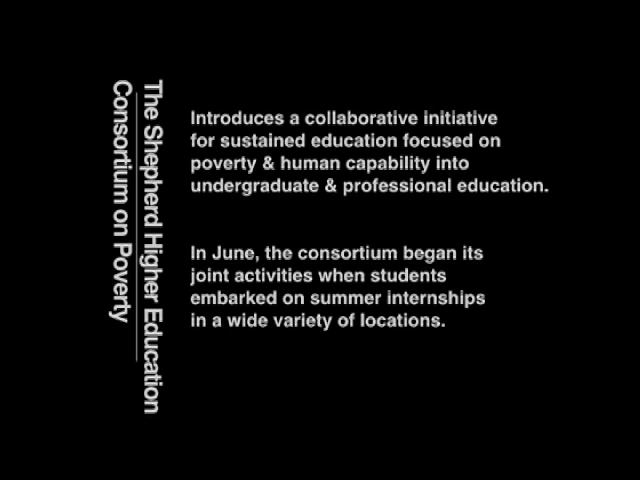 The Shepherd Higher Education
Consortium on Poverty
Introduces a collaborative initiative
for sustained education focused on
poverty & human capability into
undergraduate & professional education.
In June, the consortium began its
joint activities when students
embarked on summer internships
in a wide variety of locations.